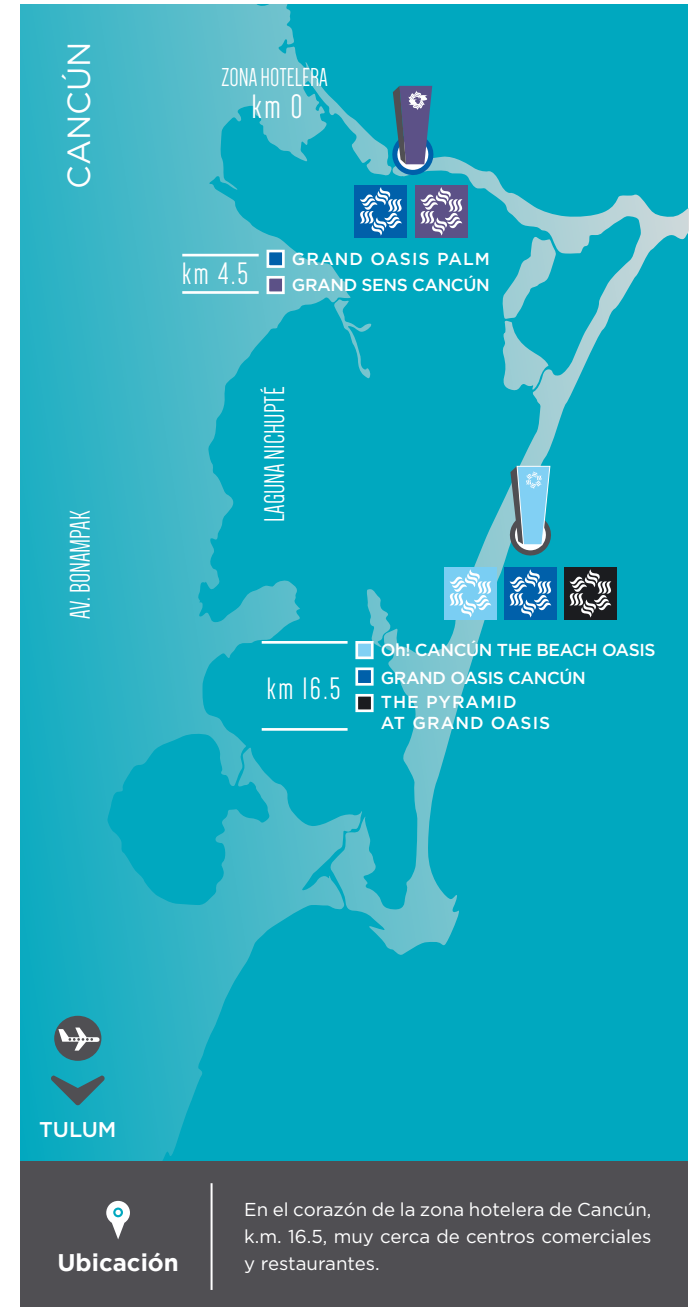 CANCÚN
ZONA HOTELERA
km 0
km 4.5
GRAND OASIS PALM
GRAND SENS CANCÚN
LAGUNA NICHUPTÉ
AV. BONAMPAK
km 16.5
Oh! CANCÚN THE BEACH OASIS
GRAND OASIS CANCÚN
THE PYRAMID
AT GRAND OASIS
TULUM
Ubicación
En el corazón de la zona hotelera de Cancún,
k.m. 16.5, muy cerca de centros comerciales
y restaurantes.